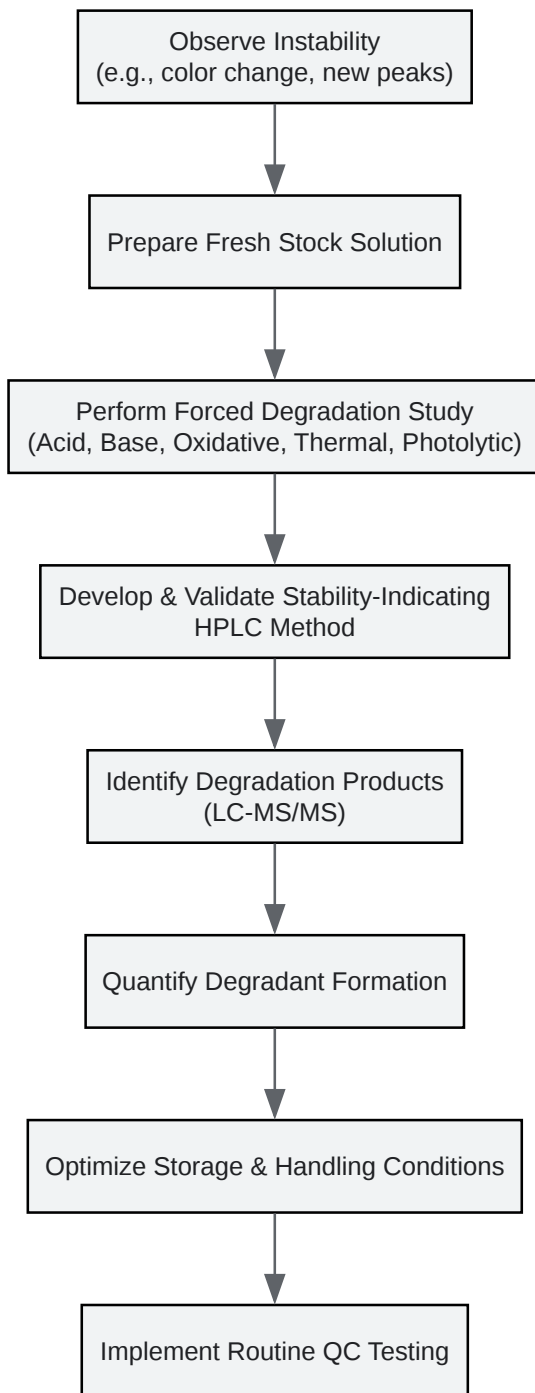 Observe Instability
(e.g., color change, new peaks)
Prepare Fresh Stock Solution
Perform Forced Degradation Study
(Acid, Base, Oxidative, Thermal, Photolytic)
Develop & Validate Stability-Indicating
HPLC Method
Identify Degradation Products
(LC-MS/MS)
Quantify Degradant Formation
Optimize Storage & Handling Conditions
Implement Routine QC Testing